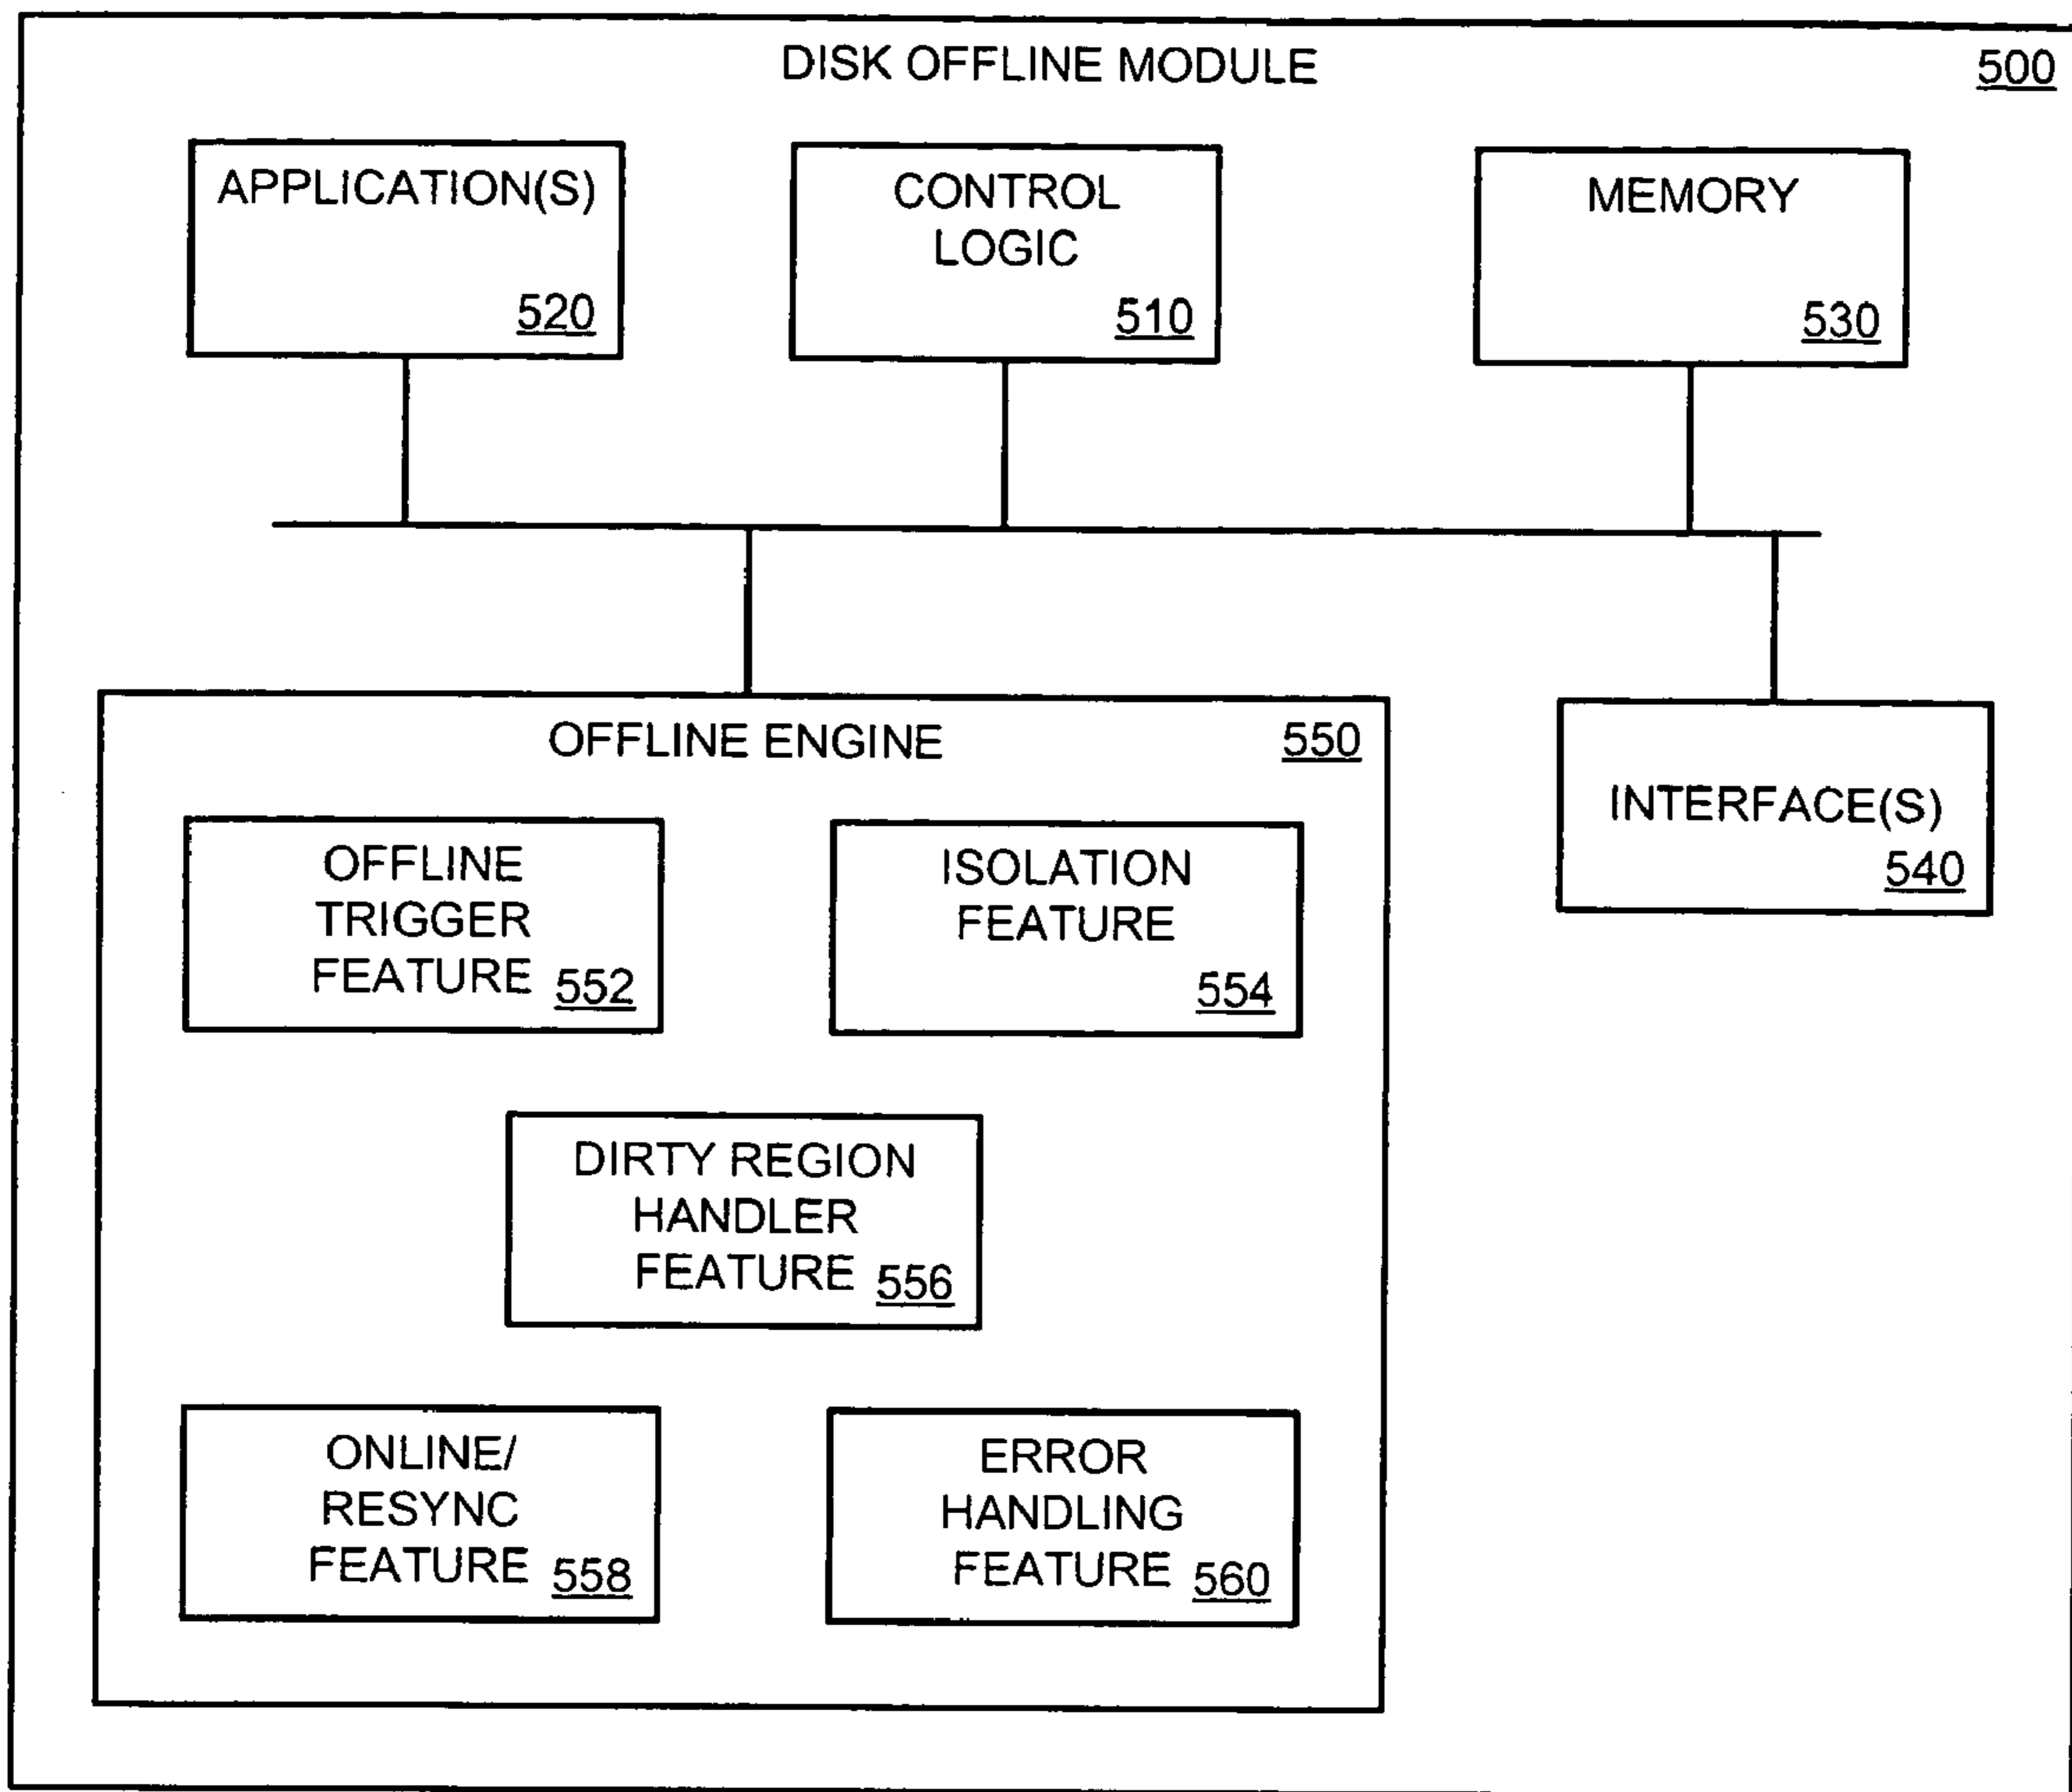 DISK OFFLINE MODULE 500
APPLICATION(S)
520
CONTROL
LOGIC
510
MEMORY
530
OFFLINE ENGINE 550
OFFLINE
TRIGGER
FEATURE 552
ISOLATION
FEATURE
554
DIRTY REGION
HANDLER
FEATURE 556
ONLINE/
RESYNC
FEATURE 558
ERROR
HANDLING
FEATURE 560
INTERFACE(S)
540